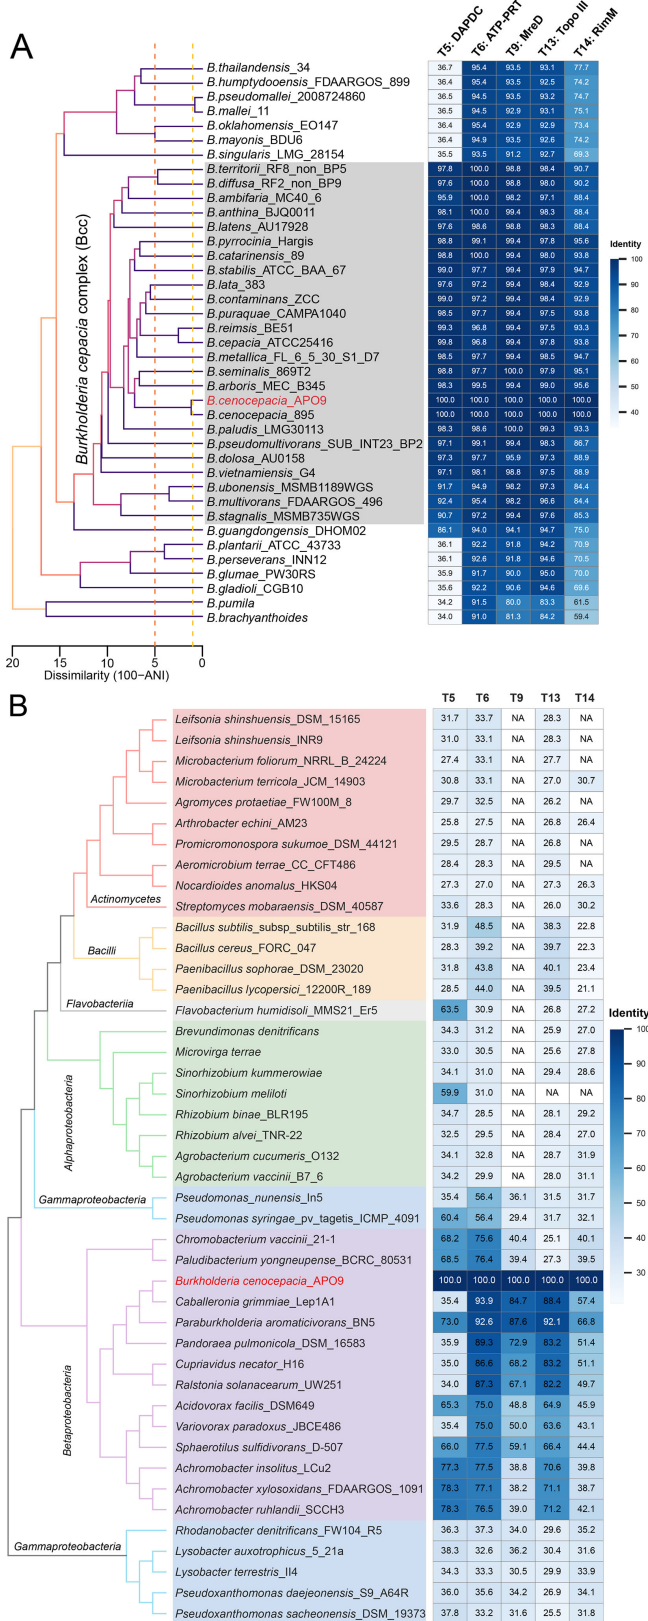 A
T5: DAPDC
T6: ATP-PRT
T9: MreD
T13: Topo III
T14: RimM
B.thailandensis_34 36.7 95.4 93.5 93.1 77.7
B.humptydooensis_FDAARGOS_899 36.4 95.4 93.5 92.5 74.2
B.pseudomallei_2008724860 36.5 94.5 93.5 93.2 74.7
B.mallei_11 36.5 94.5 92.9 93.1 75.1
B.oklahomensis_EO147 36.4 95.4 92.9 92.9 73.4
B.mayonis_BDU6 36.4 94.9 93.5 92.6 74.2
B.singularis_LMG_28154 35.5 93.5 91.2 92.7 69.3
B.territorii_RF8_non_BP5 97.8 100.0 98.8 98.4 90.7
B.diffusa_RF2_non_BP9 97.6 100.0 98.8 98.0 90.2
B.ambifaria_MC40_6 95.9 100.0 98.2 97.1 88.4
B.anthina_BJQ0011 98.1 100.0 99.4 98.3 88.4
B.latens_AU17928 97.6 98.6 98.8 98.3 88.4
B.pyrrocinia_Hargis 98.8 99.1 99.4 97.8 95.6
B.catarinensis_89 98.8 100.0 99.4 98.0 93.8
B.stabilis_ATCC_BAA_67 99.0 97.7 99.4 97.9 94.7
B.lata_383 97.6 97.2 99.4 98.4 92.9
B.contaminans_ZCC 99.0 97.2 99.4 98.4 92.9
B.puraquae_CAMPA1040 98.5 97.7 99.4 97.5 93.8
B.reimsis_BE51 99.3 96.8 99.4 97.5 93.3
B.cepacia_ATCC25416 99.8 96.8 99.4 97.8 93.8
B.metallica_FL_6_5_30_S1_D7 98.5 97.7 99.4 98.5 94.7
B.seminalis_869T2 98.8 97.7 100.0 97.9 95.1
B.arboris_MEC_B345 98.3 99.5 99.4 99.0 95.6
B.cenocepacia_APO9 100.0 100.0 100.0 100.0 100.0
B.cenocepacia_895 100.0 100.0 100.0 100.0 100.0
B.paludis_LMG30113 98.3 98.6 100.0 99.3 93.3
B.pseudomultivorans_SUB_INT23_BP2 97.1 99.1 99.4 98.3 86.7
B.dolosa_AU0158 97.3 97.7 95.9 97.3 88.9
B.vietnamiensis_G4 97.1 98.1 98.8 97.5 88.9
B.ubonensis_MSMB1189WGS 91.7 94.9 98.2 97.3 84.4
B.multivorans_FDAARGOS_496 92.4 95.4 98.2 96.6 84.4
B.stagnalis_MSMB735WGS 90.7 97.2 99.4 97.6 85.3
B.guangdongensis_DHOM02 86.1 94.0 94.1 94.7 75.0
B.plantarii_ATCC_43733 36.1 92.2 91.8 94.2 70.9
B.perseverans_INN12 36.1 92.6 91.8 94.6 70.5
B.glumae_PW30RS 35.9 91.7 90.0 95.0 70.0
B.gladioli_CGB10 35.6 92.2 90.6 94.6 69.6
B.pumila 34.2 91.5 80.0 83.3 61.5
B.brachyanthoides 34.0 91.0 81.3 84.2 59.4
Burkholderia cepacia complex (Bcc)
20 15 10 5 0
Dissimilarity (100−ANI)
Identity
100
90
80
70
60
50
40
B
T5 T6 T9 T13 T14
Leifsonia shinshuensis_DSM_15165 31.7 33.7 NA 28.3 NA
Leifsonia shinshuensis_INR9 31.0 33.1 NA 28.3 NA
Microbacterium foliorum_NRRL_B_24224 27.4 33.1 NA 27.7 NA
Microbacterium terricola_JCM_14903 30.8 33.1 NA 27.0 30.7
Agromyces protaetiae_FW100M_8 29.7 32.5 NA 26.2 NA
Arthrobacter echini_AM23 25.8 27.5 NA 26.8 26.4
Promicromonospora sukumoe_DSM_44121 29.5 28.7 NA 26.8 NA
Aeromicrobium terrae_CC_CFT486 28.4 28.3 NA 29.5 NA
Nocardioides anomalus_HKS04 27.3 27.0 NA 27.3 26.3
Actinomycetes
Streptomyces mobaraensis_DSM_40587 33.6 28.3 NA 26.0 30.2
Bacillus subtilis_subsp_subtilis_str_168 31.9 48.5 NA 38.3 22.8
Bacilli
Bacillus cereus_FORC_047 28.3 39.2 NA 39.7 22.3
Paenibacillus sophorae_DSM_23020 31.8 43.8 NA 40.1 23.4
Paenibacillus lycopersici_12200R_189 28.5 44.0 NA 39.5 21.1
Flavobacteriia
Flavobacterium humidisoli_MMS21_Er5 63.5 30.9 NA 26.8 27.2
Brevundimonas denitrificans 34.3 31.2 NA 25.9 27.0
Microvirga terrae 33.0 30.5 NA 25.6 27.8
Sinorhizobium kummerowiae 34.1 31.0 NA 29.4 28.6
Sinorhizobium meliloti 59.9 31.0 NA NA NA
Rhizobium binae_BLR195 34.7 28.5 NA 28.1 29.2
Rhizobium alvei_TNR-22 32.5 29.5 NA 28.4 27.0
Agrobacterium cucumeris_O132 34.1 32.8 NA 28.7 31.9
Agrobacterium vaccinii_B7_6 34.2 29.9 NA 28.0 31.1
Alphaproteobacteria
Gammaproteobacteria
Pseudomonas_nunensis_In5 35.4 56.4 36.1 31.5 31.7
Pseudomonas syringae_pv_tagetis_ICMP_4091 60.4 56.4 29.4 31.7 32.1
Chromobacterium vaccinii_21-1 68.2 75.6 40.4 25.1 40.1
Paludibacterium yongneupense_BCRC_80531 68.5 76.4 39.4 27.3 39.5
Burkholderia cenocepacia_APO9 100.0 100.0 100.0 100.0 100.0
Caballeronia grimmiae_Lep1A1 35.4 93.9 84.7 88.4 57.4
Paraburkholderia aromaticivorans_BN5 73.0 92.6 87.6 92.1 66.8
Pandoraea pulmonicola_DSM_16583 35.9 89.3 72.9 83.2 51.4
Cupriavidus necator_H16 35.0 86.6 68.2 83.2 51.1
Ralstonia solanacearum_UW251 34.0 87.3 67.1 82.2 49.7
Acidovorax facilis_DSM649 65.3 75.0 48.8 64.9 45.9
Variovorax paradoxus_JBCE486 35.4 75.0 50.0 63.6 43.1
Sphaerotilus sulfidivorans_D-507 66.0 77.5 59.1 66.4 44.4
Achromobacter insolitus_LCu2 77.3 77.5 38.8 70.6 39.8
Achromobacter xylosoxidans_FDAARGOS_1091 78.3 77.1 38.2 71.1 38.7
Achromobacter ruhlandii_SCCH3 78.3 76.5 39.0 71.2 42.1
Betaproteobacteria
Rhodanobacter denitrificans_FW104_R5 36.3 37.3 34.0 29.6 35.2
Gammaproteobacteria
Lysobacter auxotrophicus_5_21a 38.3 32.6 36.2 30.4 31.6
Lysobacter terrestris_II4 34.3 33.3 30.5 29.9 33.9
Pseudoxanthomonas daejeonensis_S9_A64R 36.0 35.6 34.2 26.9 34.1
Pseudoxanthomonas sacheonensis_DSM_19373 37.8 33.2 31.6 25.5 31.8
Identity
100
90
80
70
60
50
40
30